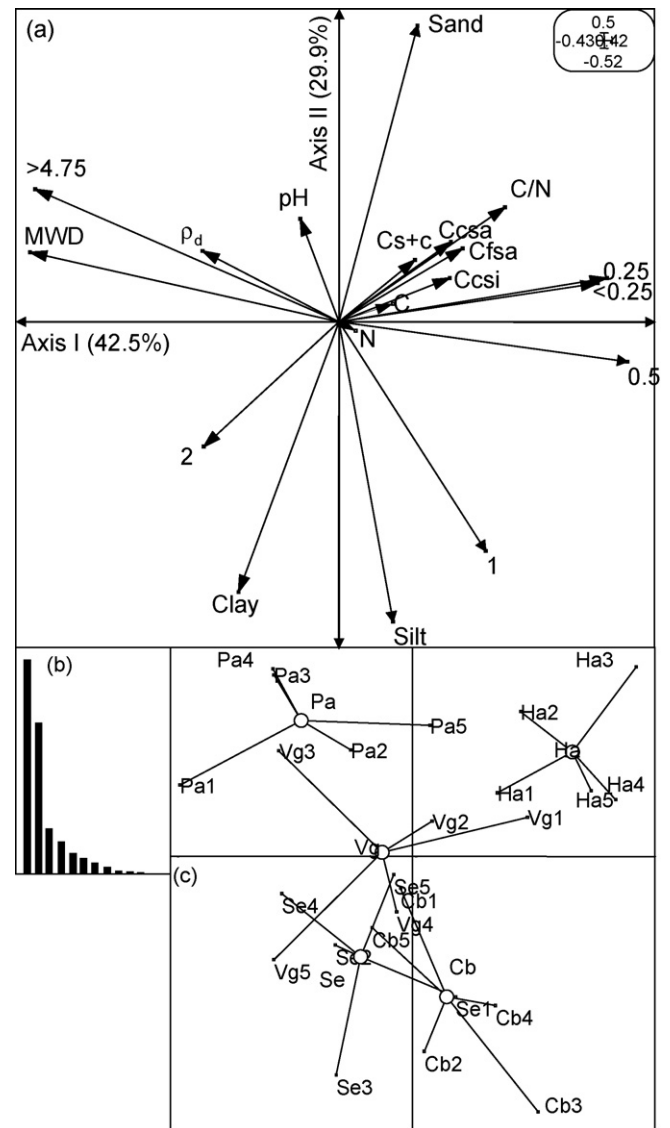 (a)
Sand
0.5
-0.430.42
-0.52
Axis II (29.9%)
>4.75
C/N
pH
Ccsa
MWD
ρd
Cs+c
Cfsa
Ccsi
0.25
<0.25
C
Axis I (42.5%)
N
0.5
2
1
Clay
Silt
(b)
Pa4
Pa3
Pa
Ha3
Ha2
Pa5
Vg3
Pa2
Ha
Pa1
Ha1
Ha5
Ha4
Vg2
Vg1
Vg
(c)
Se5
Se4
Cb1
Vg4
Cb5
Se2
Vg5
Se
Cb
Se1
Cb4
Cb2
Se3
Cb3